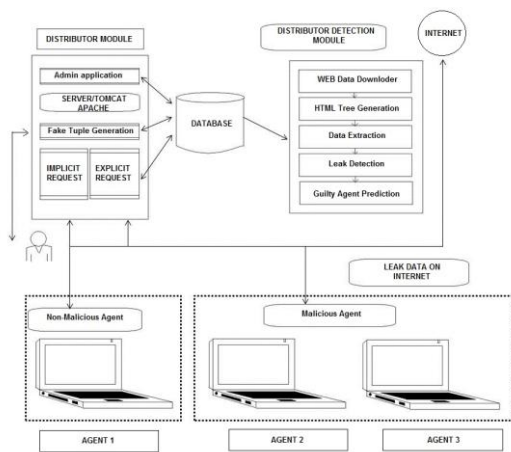 DISTRIBUTOR MODULE
DISTRIBUTOR DETECTION
MODULE
INTERNET
Admin application
SERVER/TOMCAT
APACHE
Fake Tuple Generation
IMPLICIT
REQUEST
EXPLICIT
REQUEST
DATABASE
WEB Data Downloder
HTML Tree Generation
Data Extraction
Leak Detection
Guilty Agent Prediction
LEAK DATA ON
INTERNET
Non-Malicious Agent
Malicious Agent
AGENT 1
AGENT 2
AGENT 3